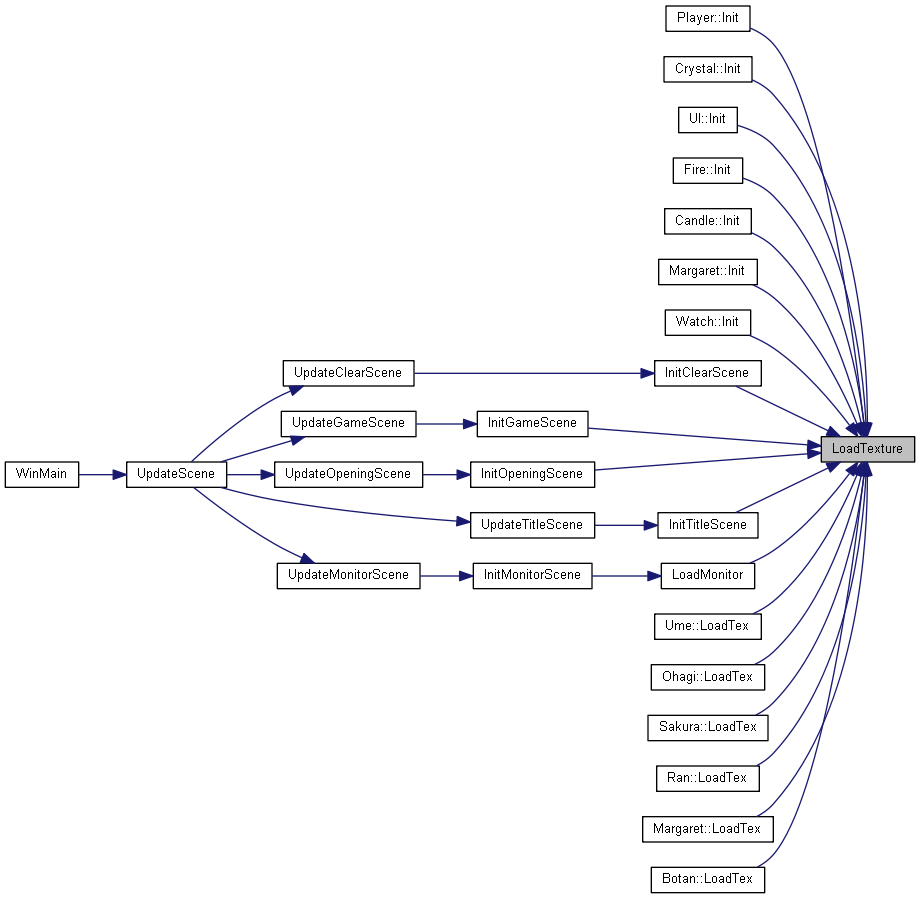 Player::Init
Crystal::Init
UI::Init
Fire::Init
Candle::Init
Margaret::Init
Watch::Init
UpdateClearScene
InitClearScene
UpdateGameScene
InitGameScene
LoadTexture
WinMain
UpdateScene
UpdateOpeningScene
InitOpeningScene
UpdateTitleScene
InitTitleScene
UpdateMonitorScene
InitMonitorScene
LoadMonitor
Ume::LoadTex
Ohagi::LoadTex
Sakura::LoadTex
Ran::LoadTex
Margaret::LoadTex
Botan::LoadTex